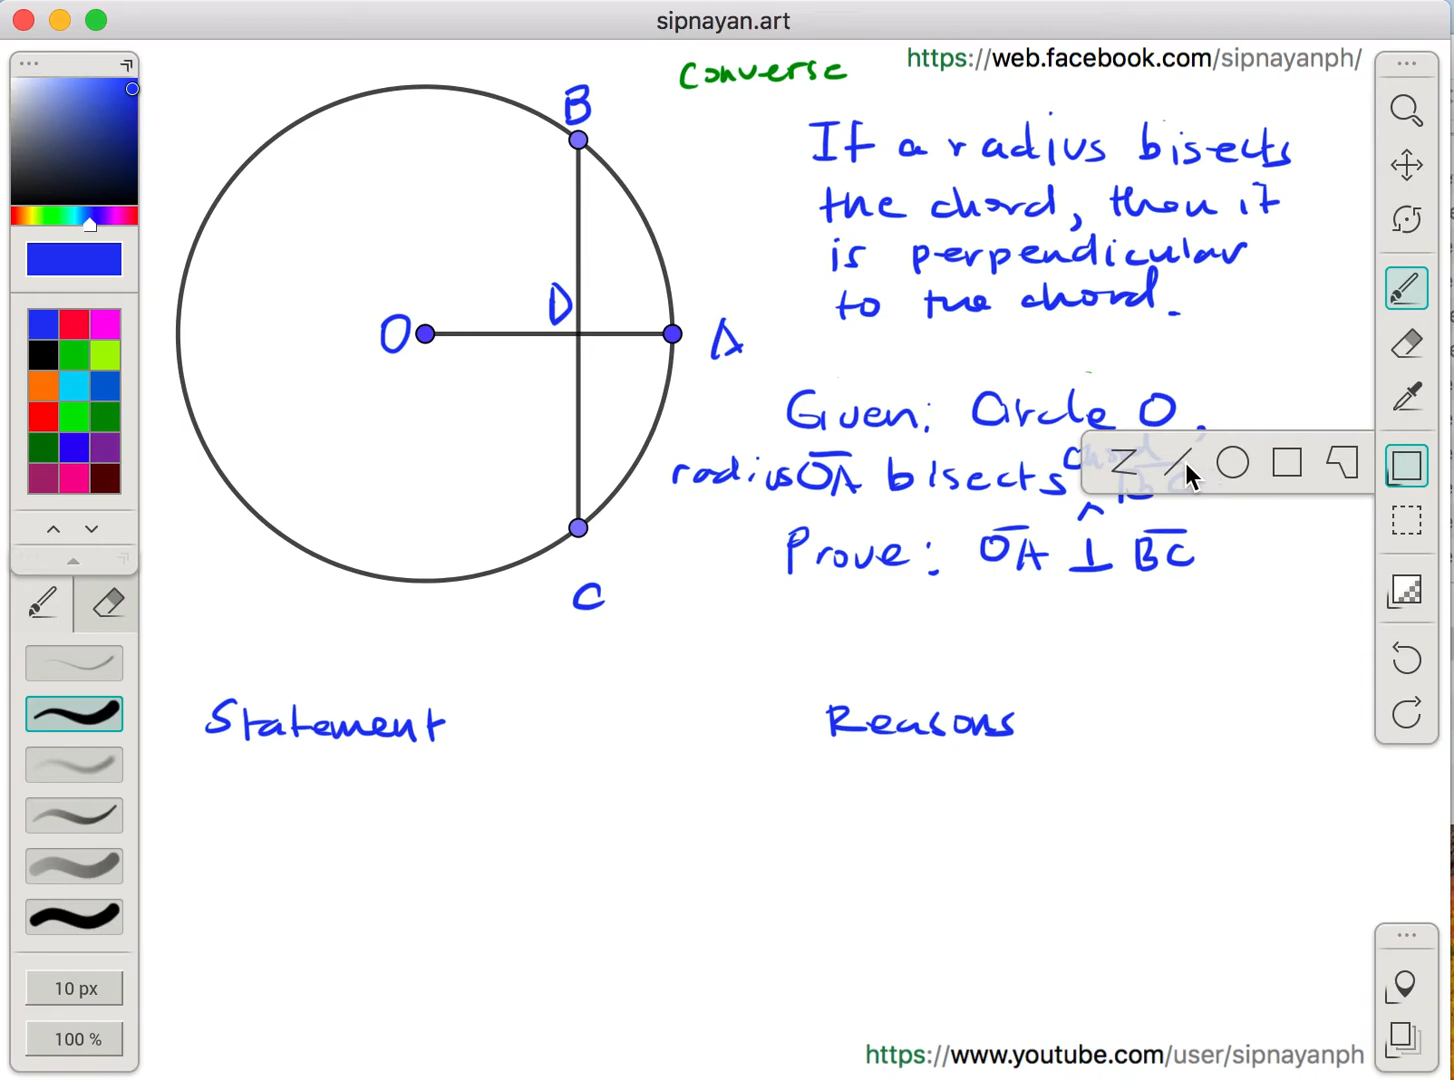 sipnayan.art
https://web.facebook.com/sipnayanph/
Converse
If a radius bisects
the chord, then it
is perpendicular
to the chord.
B
D
O
A
C
Given: Circle O,
radius OA bisects
Prove: OA ⊥ BC
Statement
Reasons
10 px
100 %
https://www.youtube.com/user/sipnayanph